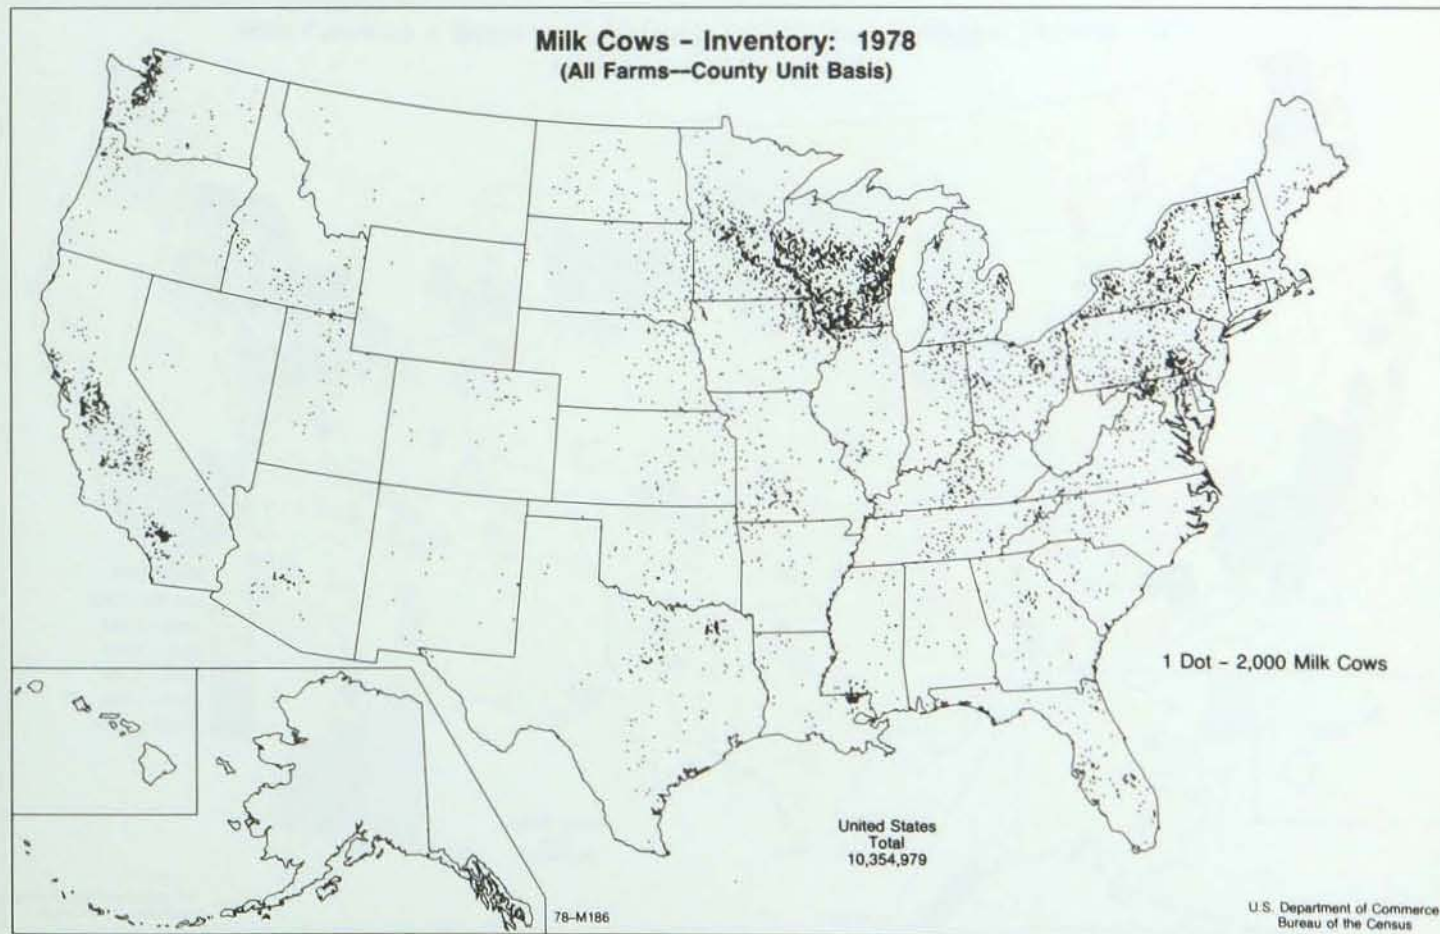 Milk Cows - Inventory: 1978
(All Farms--County Unit Basis)
1 Dot - 2,000 Milk Cows
United States
Total
10,354,979
78-M186
U.S. Department of Commerce
Bureau of the Census